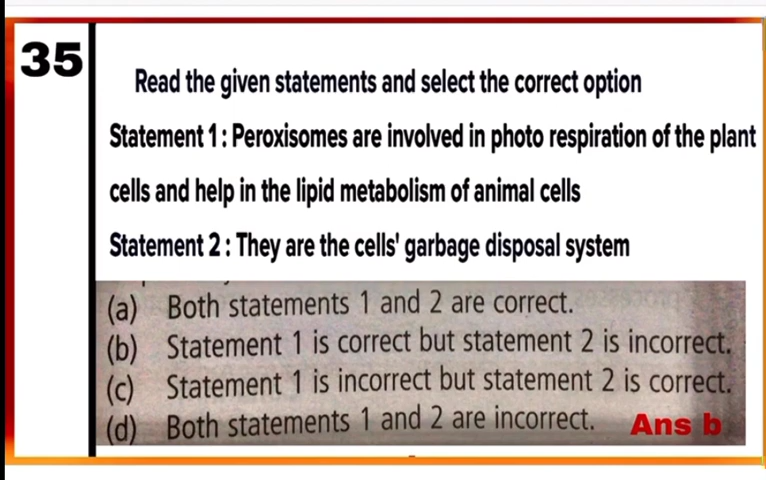 35
Read the given statements and select the correct option
Statement 1 : Peroxisomes are involved in photo respiration of the plant
cells and help in the lipid metabolism of animal cells
Statement 2 : They are the cells' garbage disposal system
(a) Both statements 1 and 2 are correct.
(b) Statement 1 is correct but statement 2 is incorrect.
(c) Statement 1 is incorrect but statement 2 is correct.
(d) Both statements 1 and 2 are incorrect. Ans b